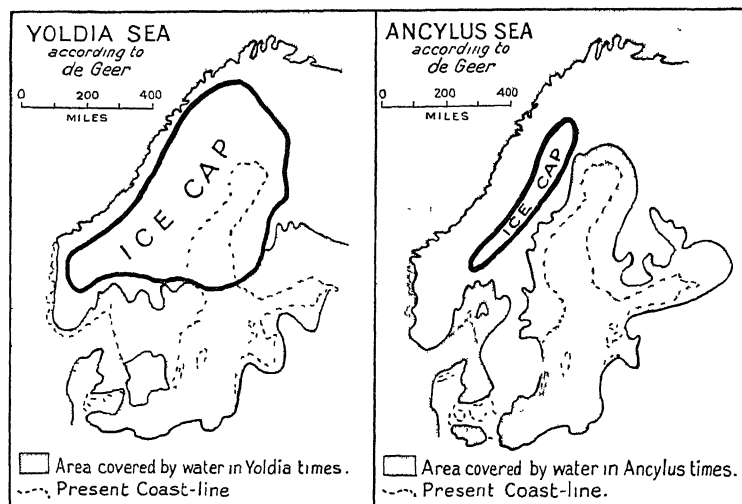 YOLDIA SEA
according to
de Geer
0 200 400
MILES
ICE CAP
Area covered by water in Yoldia times.
Present Coast-line
ANCYLUS SEA
according to
de Geer
0 200 400
MILES
ICE CAP
Area covered by water in Ancylus times.
Present Coast-line.